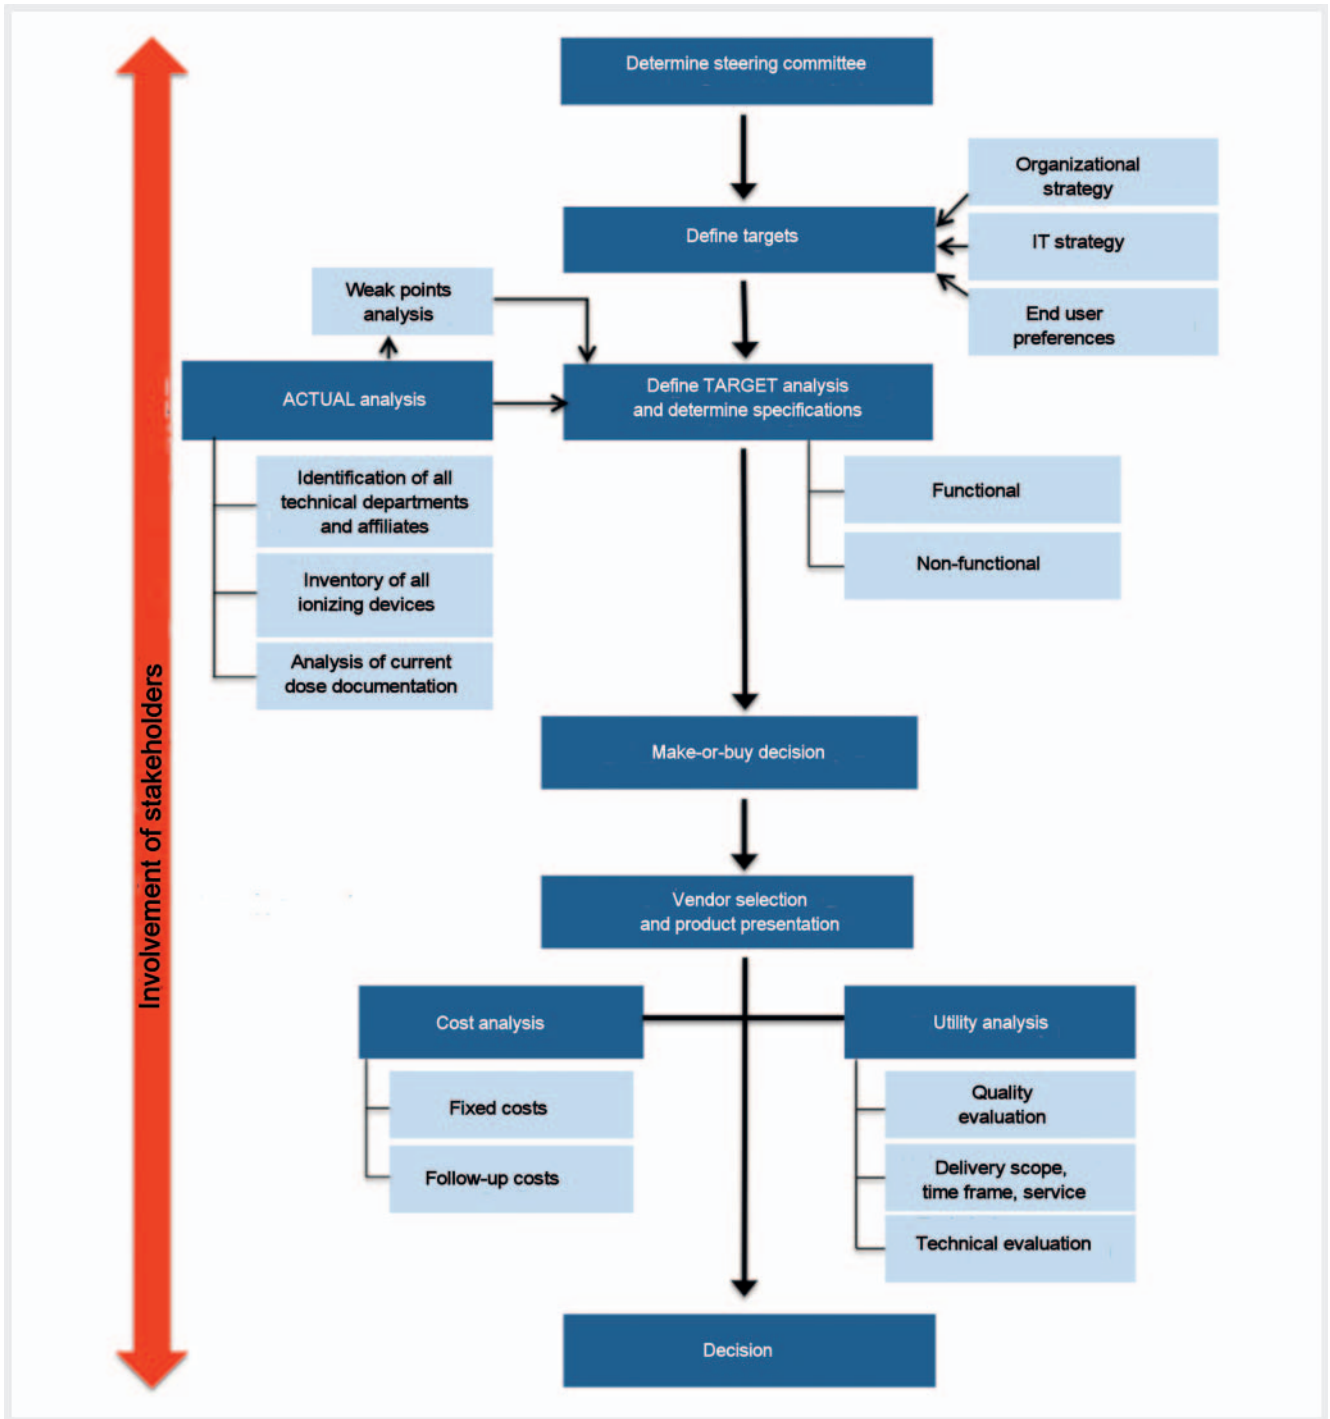 Determine steering committee
Organizational
strategy
Define targets
IT strategy
End user
preferences
Weak points
analysis
ACTUAL analysis
Define TARGET analysis
and determine specifications
Identification of all
technical departments
and affiliates
Functional
Inventory of all
ionizing devices
Non-functional
Analysis of current
dose documentation
Involvement of stakeholders
Make-or-buy decision
Vendor selection
and product presentation
Cost analysis
Utility analysis
Fixed costs
Follow-up costs
Quality
evaluation
Delivery scope,
time frame, service
Technical evaluation
Decision